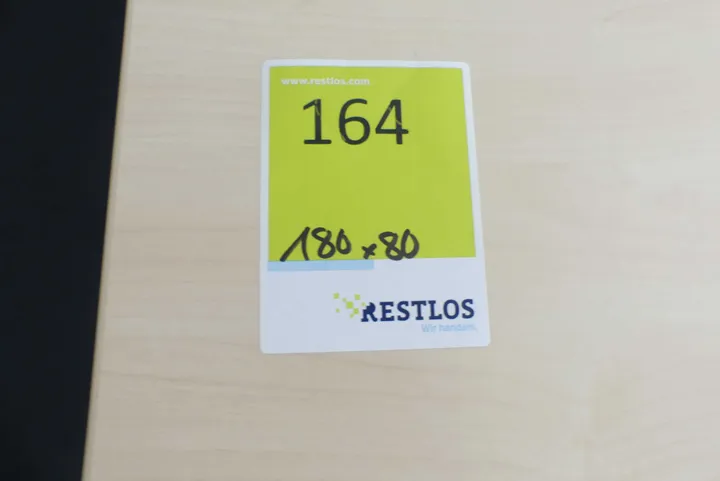 www.restlos.com
164
180 x 80
RESTLOS
Wir handeln.